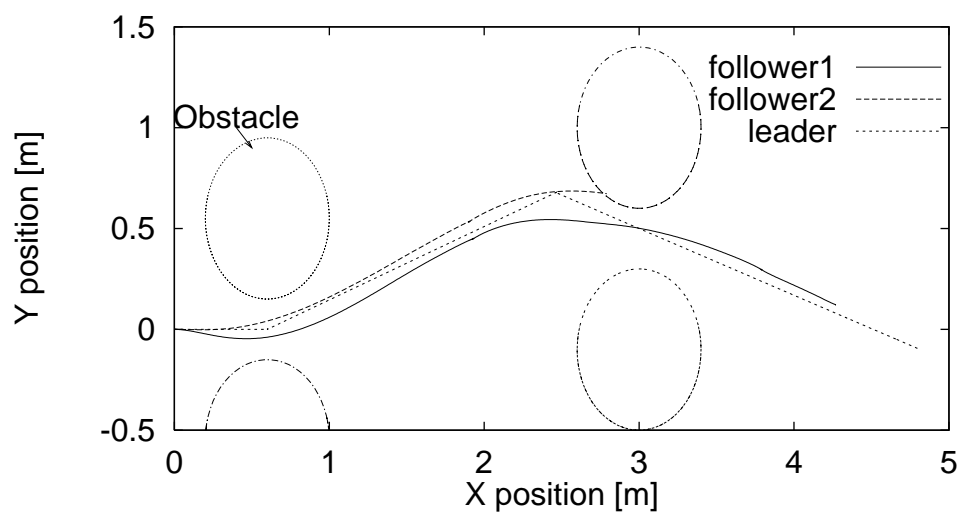 1.5
1
0.5
0
-0.5
Y position [m]
Obstacle
follower1
follower2
leader
0 1 2 3 4 5
X position [m]